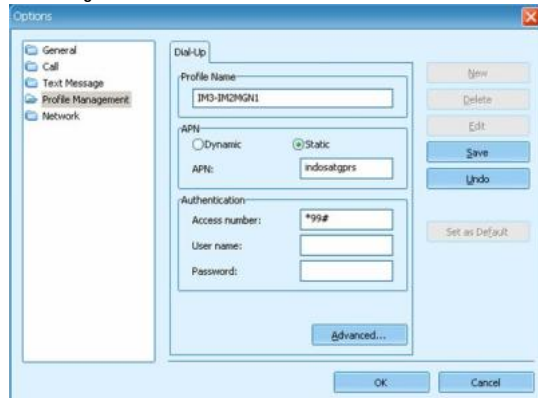 Options
General
Call
Text Message
Profile Management
Network
Dial-Up
Profile Name
IM3-IM2MGN1
APN
Dynamic
Static
APN:
indosatgprs
Authentication
Access number:
*99#
User name:
Password:
Advanced...
New
Delete
Edit
Save
Undo
Set as Default
OK
Cancel